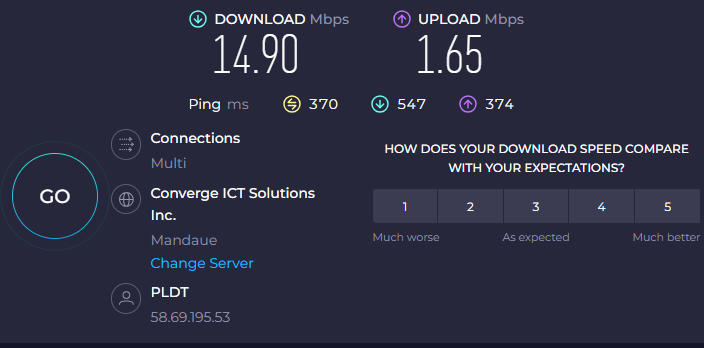 DOWNLOAD Mbps
14.90
UPLOAD Mbps
1.65
Ping ms 370 547 374
GO
Connections
Multi
Converge ICT Solutions
Inc.
Mandaue
Change Server
PLDT
58.69.195.53
HOW DOES YOUR DOWNLOAD SPEED COMPARE
WITH YOUR EXPECTATIONS?
1 2 3 4 5
Much worse As expected Much better